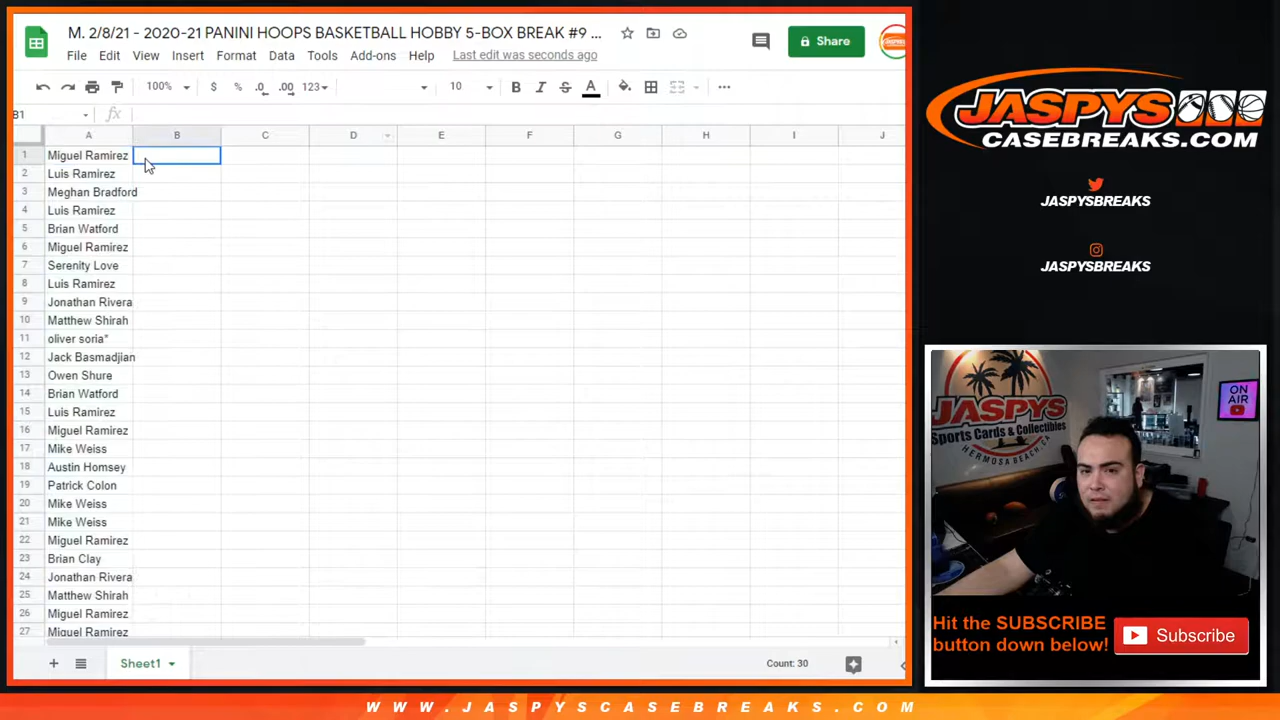 M. 2/8/21 - 2020-21 PANINI HOOPS BASKETBALL HOBBY 5-BOX BREAK #9 ...
File Edit View Insert Format Data Tools Add-ons Help Last edit was seconds ago
Share
100% $ % .0 .00 123 10 B I S A
B1 fx
A B C D E F G H I J
1 Miguel Ramirez
2 Luis Ramirez
3 Meghan Bradford
4 Luis Ramirez
5 Brian Watford
6 Miguel Ramirez
7 Serenity Love
8 Luis Ramirez
9 Jonathan Rivera
10 Matthew Shirah
11 oliver soria*
12 Jack Basmadjian
13 Owen Shure
14 Brian Watford
15 Luis Ramirez
16 Miguel Ramirez
17 Mike Weiss
18 Austin Homsey
19 Patrick Colon
20 Mike Weiss
21 Mike Weiss
22 Miguel Ramirez
23 Brian Clay
24 Jonathan Rivera
25 Matthew Shirah
26 Miguel Ramirez
27 Miguel Ramirez
Sheet1
Count: 30
JASPYS
CASEBREAKS.COM
JASPYSBREAKS
JASPYSBREAKS
JASPYS
Sports Cards & Collectibles
HERMOSA BEACH, CA
ON AIR
Hit the SUBSCRIBE
button down below!
Subscribe
WWW.JASPYSCASEBREAKS.COM